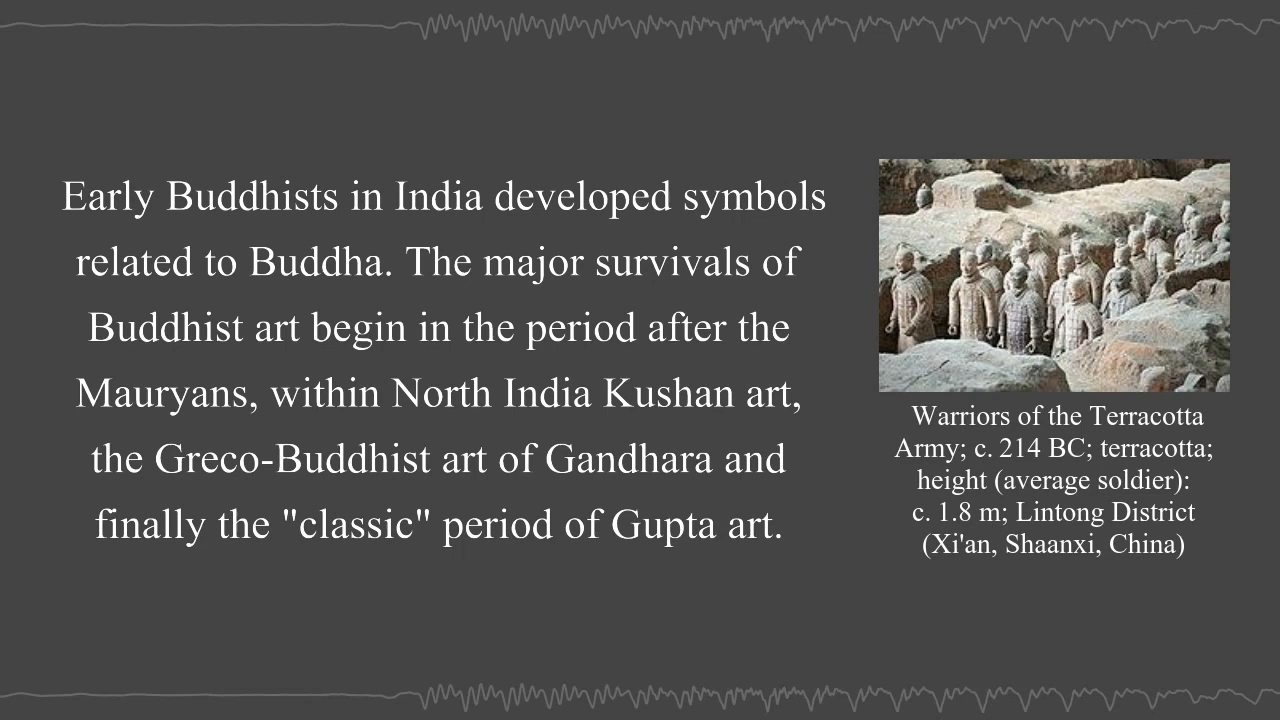 Early Buddhists in India developed symbols
related to Buddha. The major survivals of
Buddhist art begin in the period after the
Mauryans, within North India Kushan art,
the Greco-Buddhist art of Gandhara and
finally the "classic" period of Gupta art.
Warriors of the Terracotta
Army; c. 214 BC; terracotta;
height (average soldier):
c. 1.8 m; Lintong District
(Xi'an, Shaanxi, China)